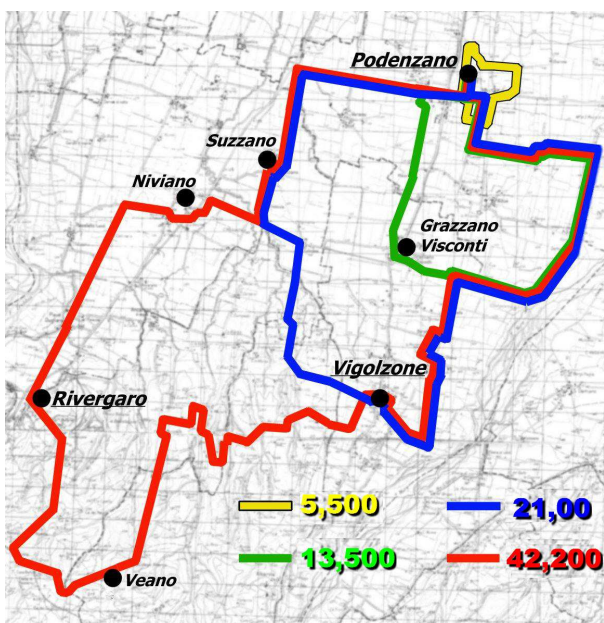 Podenzano
Suzzano
Niviano
Grazzano
Visconti
Vigolzone
Rivergaro
5,500
21,00
13,500
42,200
Veano